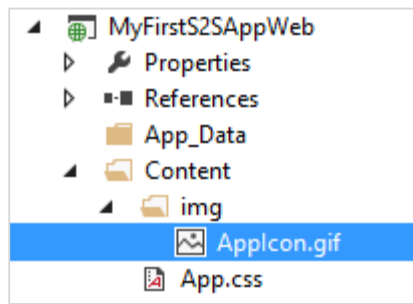 MyFirstS2SAppWeb
Properties
References
App_Data
Content
img
AppIcon.gif
App.css